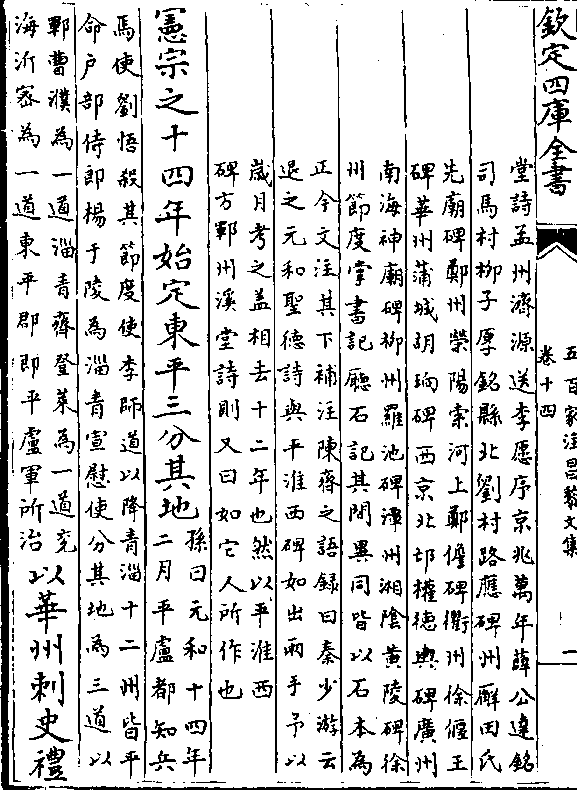 欽定四庫全書
五百家注昌黎文集
卷十四
一
堂詩孟州濟源送李愿序京兆萬年薛公達銘
司馬村柳子厚銘縣北劉村路應碑州廨田氏
先廟碑鄭州滎陽索河上鄭儋碑衢州徐偃王
碑華州蒲城胡珦碑西京北邙權德輿碑廣州
南海神廟碑柳州羅池碑潭州湘陰黃陵碑徐
州節度掌書記廳石記其間異同皆以石本為
正今文注其下補注陳齋之語録曰秦少游云
退之元和聖德詩與平淮西碑如出兩手予以
歲月考之盖相去十二年也然以平淮西
碑方鄆州溪堂詩則又曰如它人所作也
憲宗之十四年始定東平三分其地
孫曰元和十四年
二月平盧都知兵
馬使劉悟殺其節度使李師道以降青淄十二州皆平
命戶部侍郎楊于陵為淄青宣慰使分其地為三道以
鄆曹濮為一道淄青齊登萊為一道兖
海沂宻為一道東平郡即平盧軍所治
以華州刺史禮